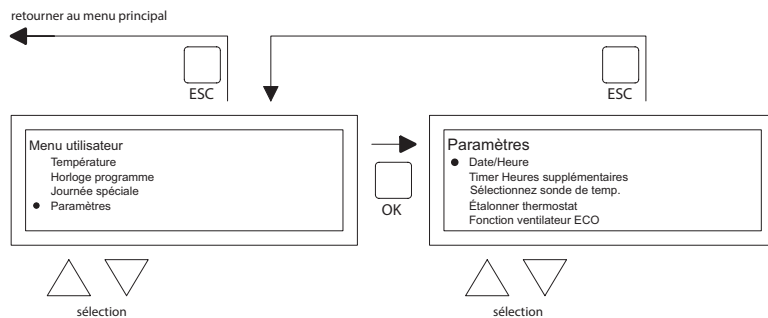 retourner au menu principal
ESC
ESC
Menu utilisateur
Température
Horloge programme
Journée spéciale
● Paramètres
OK
Paramètres
● Date/Heure
Timer Heures supplémentaires
Sélectionnez sonde de temp.
Étalonner thermostat
Fonction ventilateur ECO
sélection
sélection